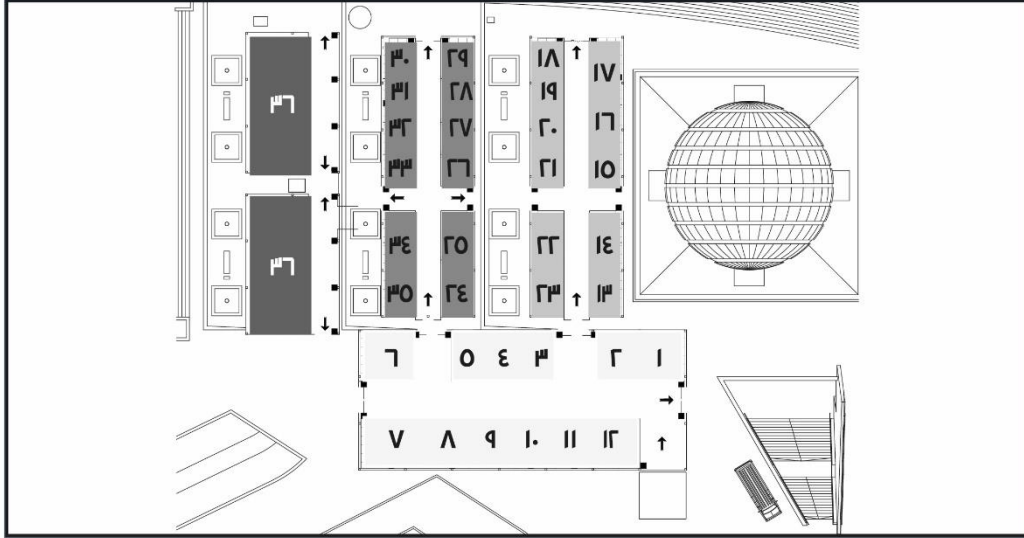 ١٧ ١٨ ٢٩ ٣٠
١٩ ٢٨ ٣١ ٣٦
١٦ ٢٠ ٢٧ ٣٢
١٥ ٢١ ٢٦ ٣٣
١٤ ٢٢ ٢٥ ٣٤ ٣٦
١٣ ٢٣ ٢٤ ٣٥
١ ٢ ٣ ٤ ٥ ٦
١٢ ١١ ١٠ ٩ ٨ ٧